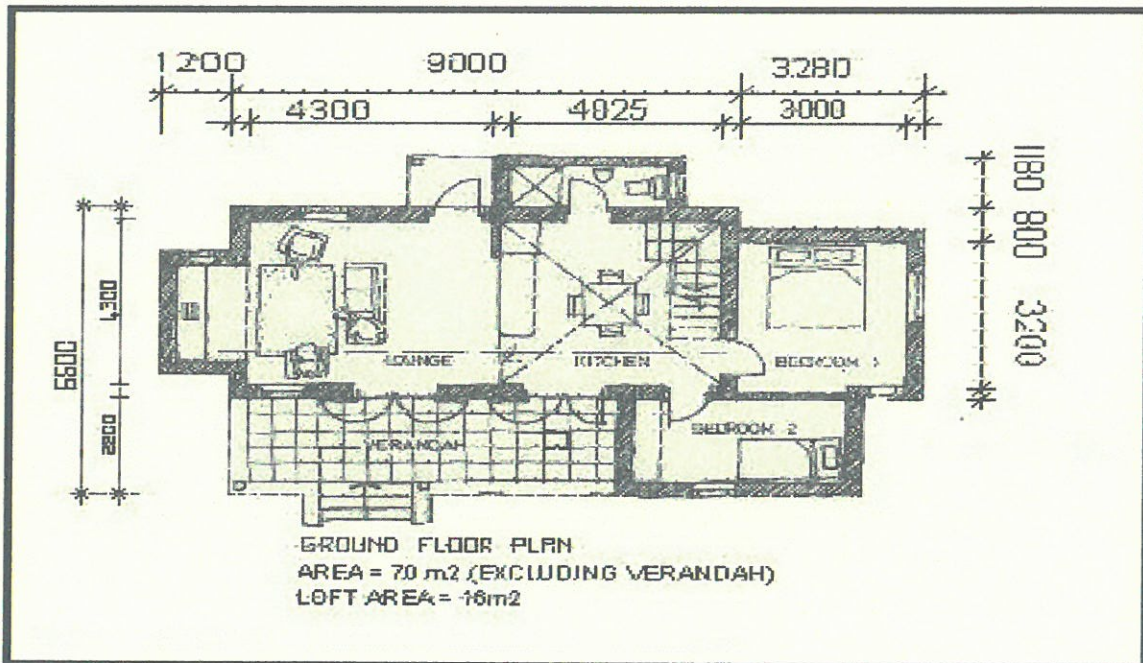 1200 9000 3280
4300 4825 3000
1180
800
3200
6600
4300
2200
LOUNGE KITCHEN BEDROOM 1
BEDROOM 2
VERANDAH
GROUND FLOOR PLAN
AREA = 70 m2 (EXCLUDING VERANDAH)
LOFT AREA = 16m2